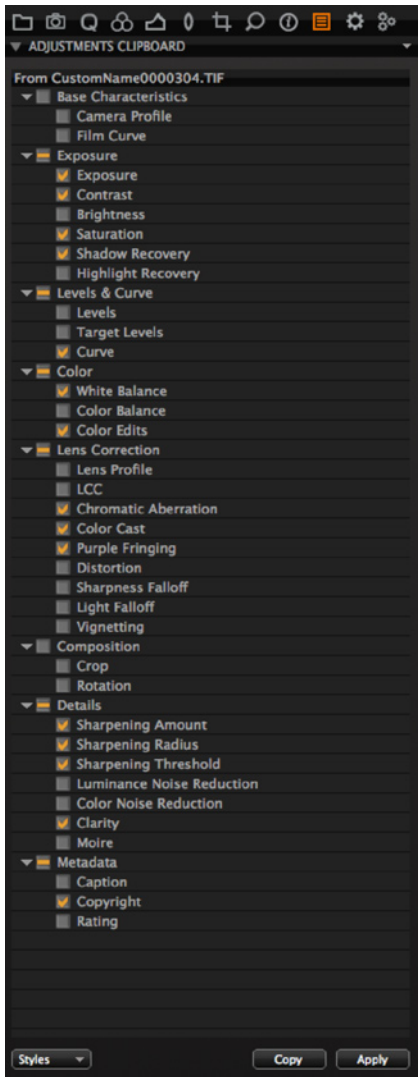 ADJUSTMENTS CLIPBOARD
From CustomName0000304.TIF
Base Characteristics
Camera Profile
Film Curve
Exposure
Exposure
Contrast
Brightness
Saturation
Shadow Recovery
Highlight Recovery
Levels & Curve
Levels
Target Levels
Curve
Color
White Balance
Color Balance
Color Edits
Lens Correction
Lens Profile
LCC
Chromatic Aberration
Color Cast
Purple Fringing
Distortion
Sharpness Falloff
Light Falloff
Vignetting
Composition
Crop
Rotation
Details
Sharpening Amount
Sharpening Radius
Sharpening Threshold
Luminance Noise Reduction
Color Noise Reduction
Clarity
Moire
Metadata
Caption
Copyright
Rating
Styles Copy Apply